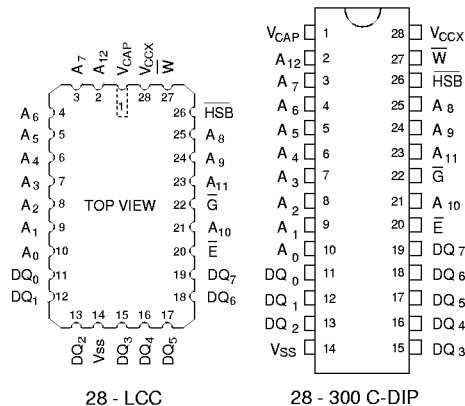 A7 A12 VCAP VCCX W̅
3 2 1 28 27
A6 4 26 H̅S̅B̅
A5 5 25 A8
A4 6 24 A9
A3 7 23 A11
A2 8 TOP VIEW 22 G̅
A1 9 21 A10
A0 10 20 E̅
DQ0 11 19 DQ7
DQ1 12 18 DQ6
13 14 15 16 17
DQ2 Vss DQ3 DQ4 DQ5
28 - LCC
VCAP 1 28 VCCX
A12 2 27 W̅
A7 3 26 H̅S̅B̅
A6 4 25 A8
A5 5 24 A9
A4 6 23 A11
A3 7 22 G̅
A2 8 21 A10
A1 9 20 E̅
A0 10 19 DQ7
DQ0 11 18 DQ6
DQ1 12 17 DQ5
DQ2 13 16 DQ4
VSS 14 15 DQ3
28 - 300 C-DIP